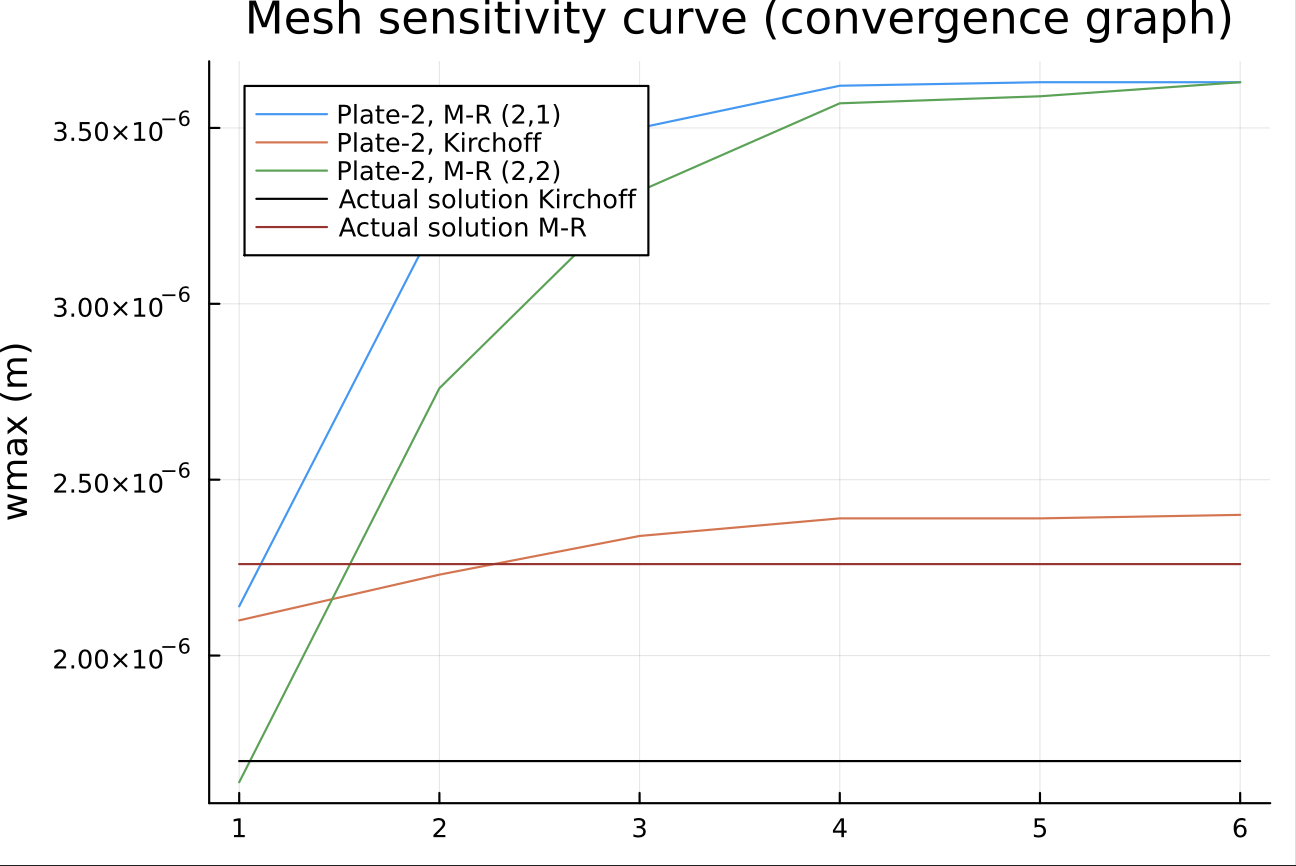 Mesh sensitivity curve (convergence graph)
Plate-2, M-R (2,1)
Plate-2, Kirchoff
Plate-2, M-R (2,2)
Actual solution Kirchoff
Actual solution M-R
3.50×10⁻⁶
3.00×10⁻⁶
2.50×10⁻⁶
2.00×10⁻⁶
wmax (m)
1 2 3 4 5 6